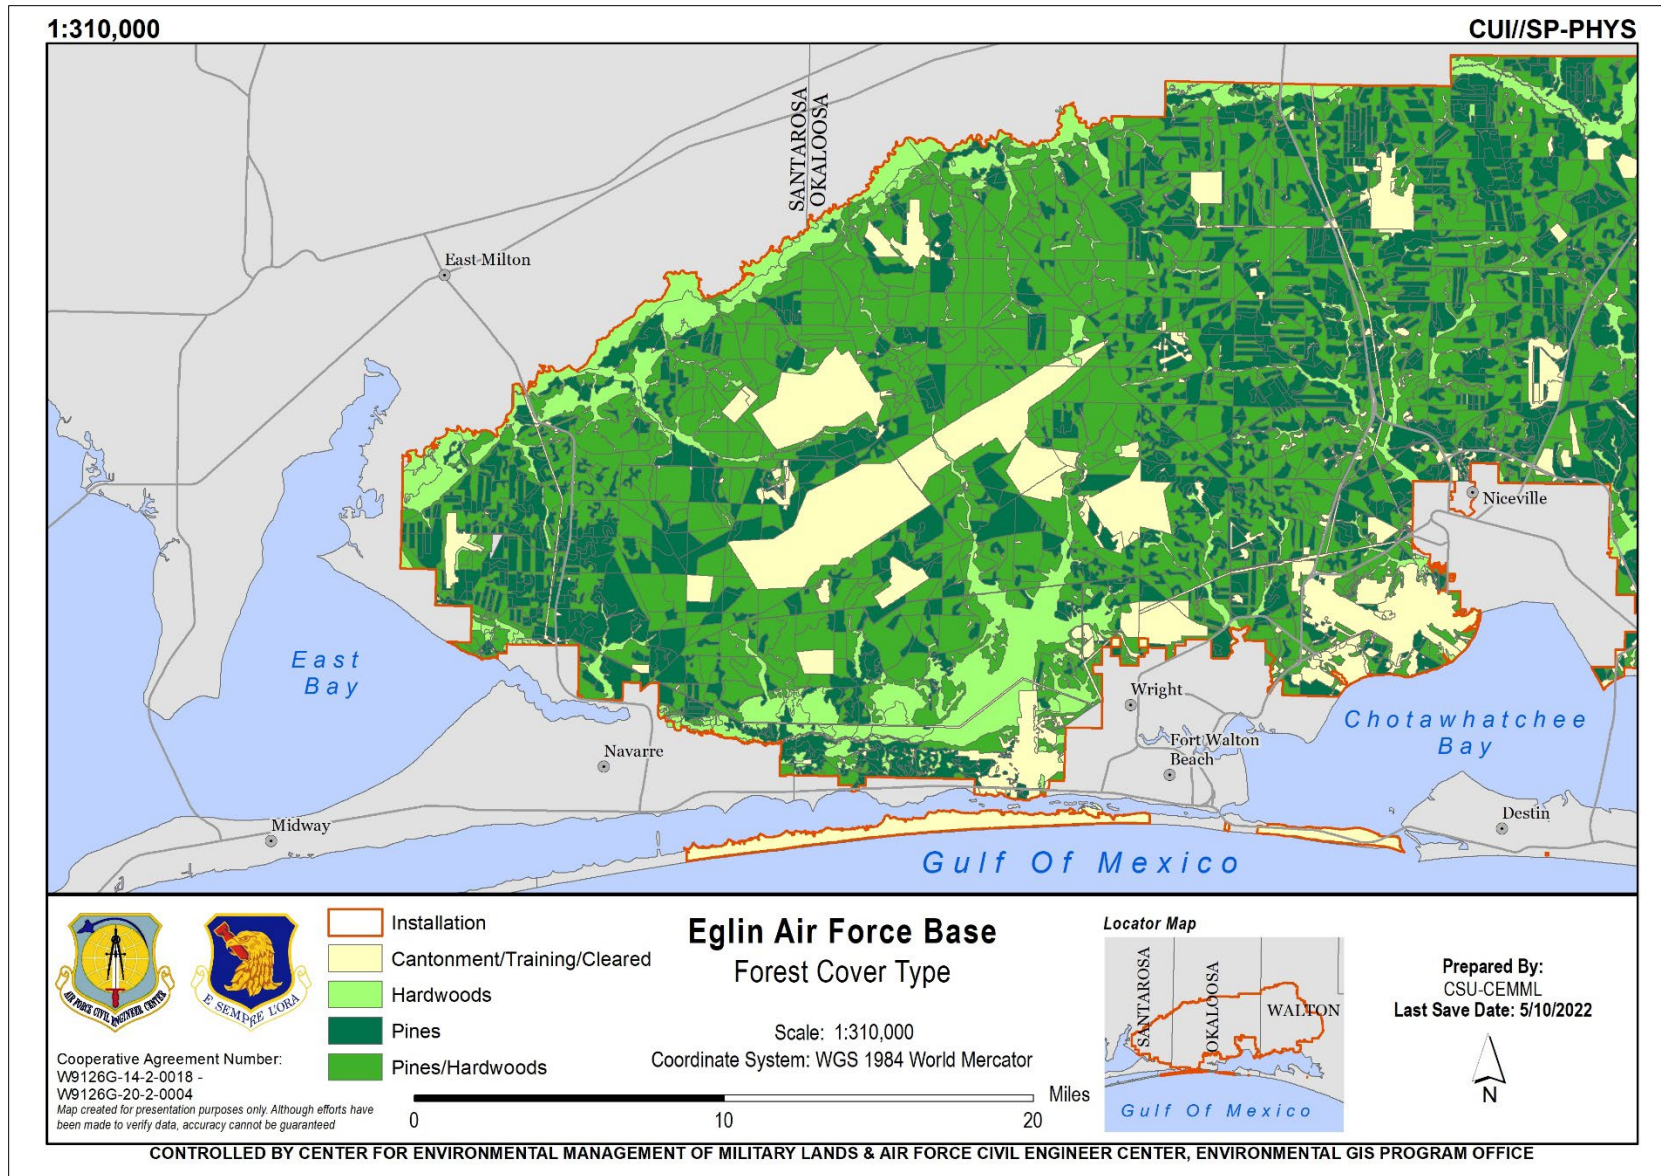 1:310,000
CUI//SP-PHYS
SANTAROSA
OKALOOSA
East Milton
Niceville
East
Bay
Wright
Chotawhatchee
Bay
Navarre
Fort Walton
Beach
Midway
Destin
Gulf Of Mexico
AIR FORCE CIVIL ENGINEER CENTER
E SEMPRE L'ORA
Cooperative Agreement Number:
W9126G-14-2-0018 -
W9126G-20-2-0004
Map created for presentation purposes only. Although efforts have
been made to verify data, accuracy cannot be guaranteed
Installation
Cantonment/Training/Cleared
Hardwoods
Pines
Pines/Hardwoods
Eglin Air Force Base
Forest Cover Type
Scale: 1:310,000
Coordinate System: WGS 1984 World Mercator
Miles
0
10
20
Locator Map
SANTAROSA
OKALOOSA
WALTON
Gulf Of Mexico
Prepared By:
CSU-CEMML
Last Save Date: 5/10/2022
N
CONTROLLED BY CENTER FOR ENVIRONMENTAL MANAGEMENT OF MILITARY LANDS & AIR FORCE CIVIL ENGINEER CENTER, ENVIRONMENTAL GIS PROGRAM OFFICE